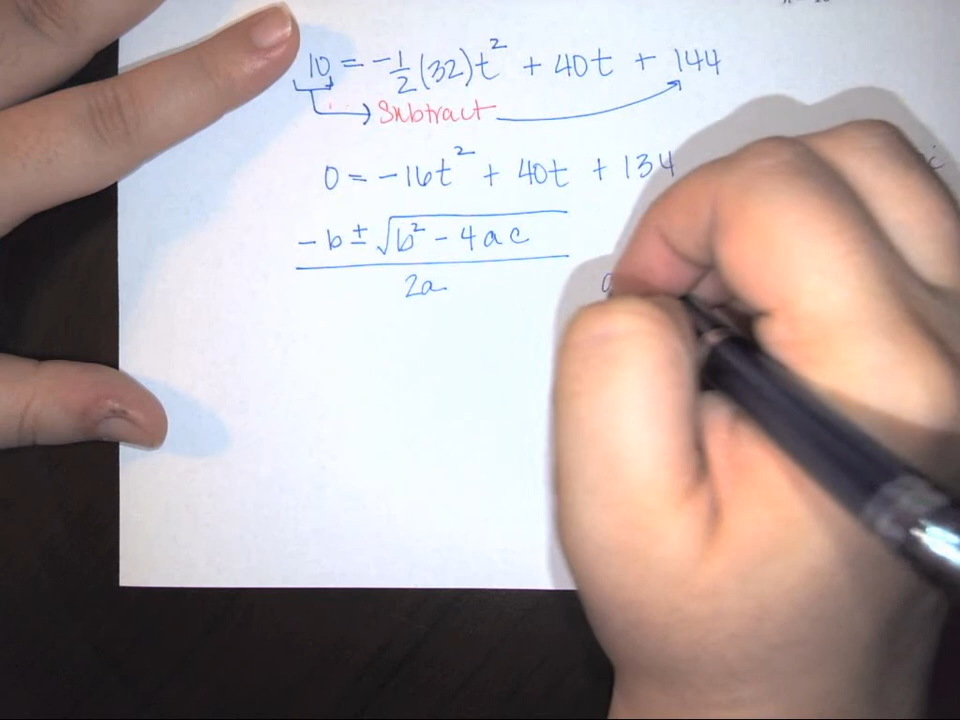 10 = -1/2 (32)t² + 40t + 144
Subtract
0 = -16t² + 40t + 134
-b ± √b² - 4ac
2a